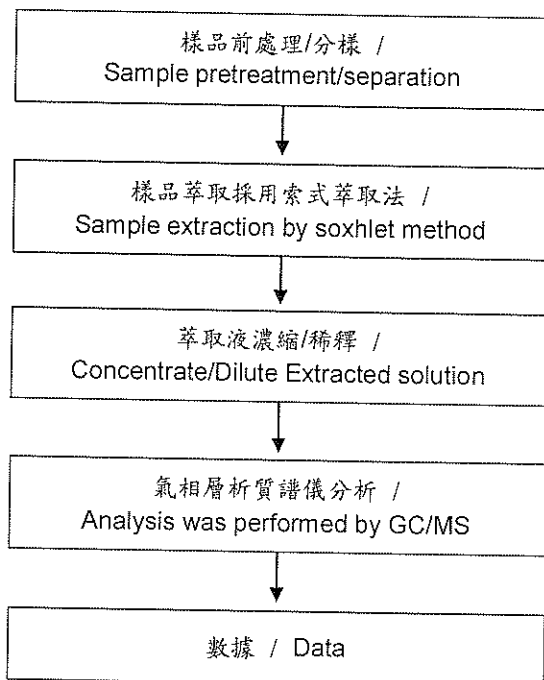 樣品前處理/分樣 /
Sample pretreatment/separation
樣品萃取採用索式萃取法 /
Sample extraction by soxhlet method
萃取液濃縮/稀釋 /
Concentrate/Dilute Extracted solution
氣相層析質譜儀分析 /
Analysis was performed by GC/MS
數據 / Data